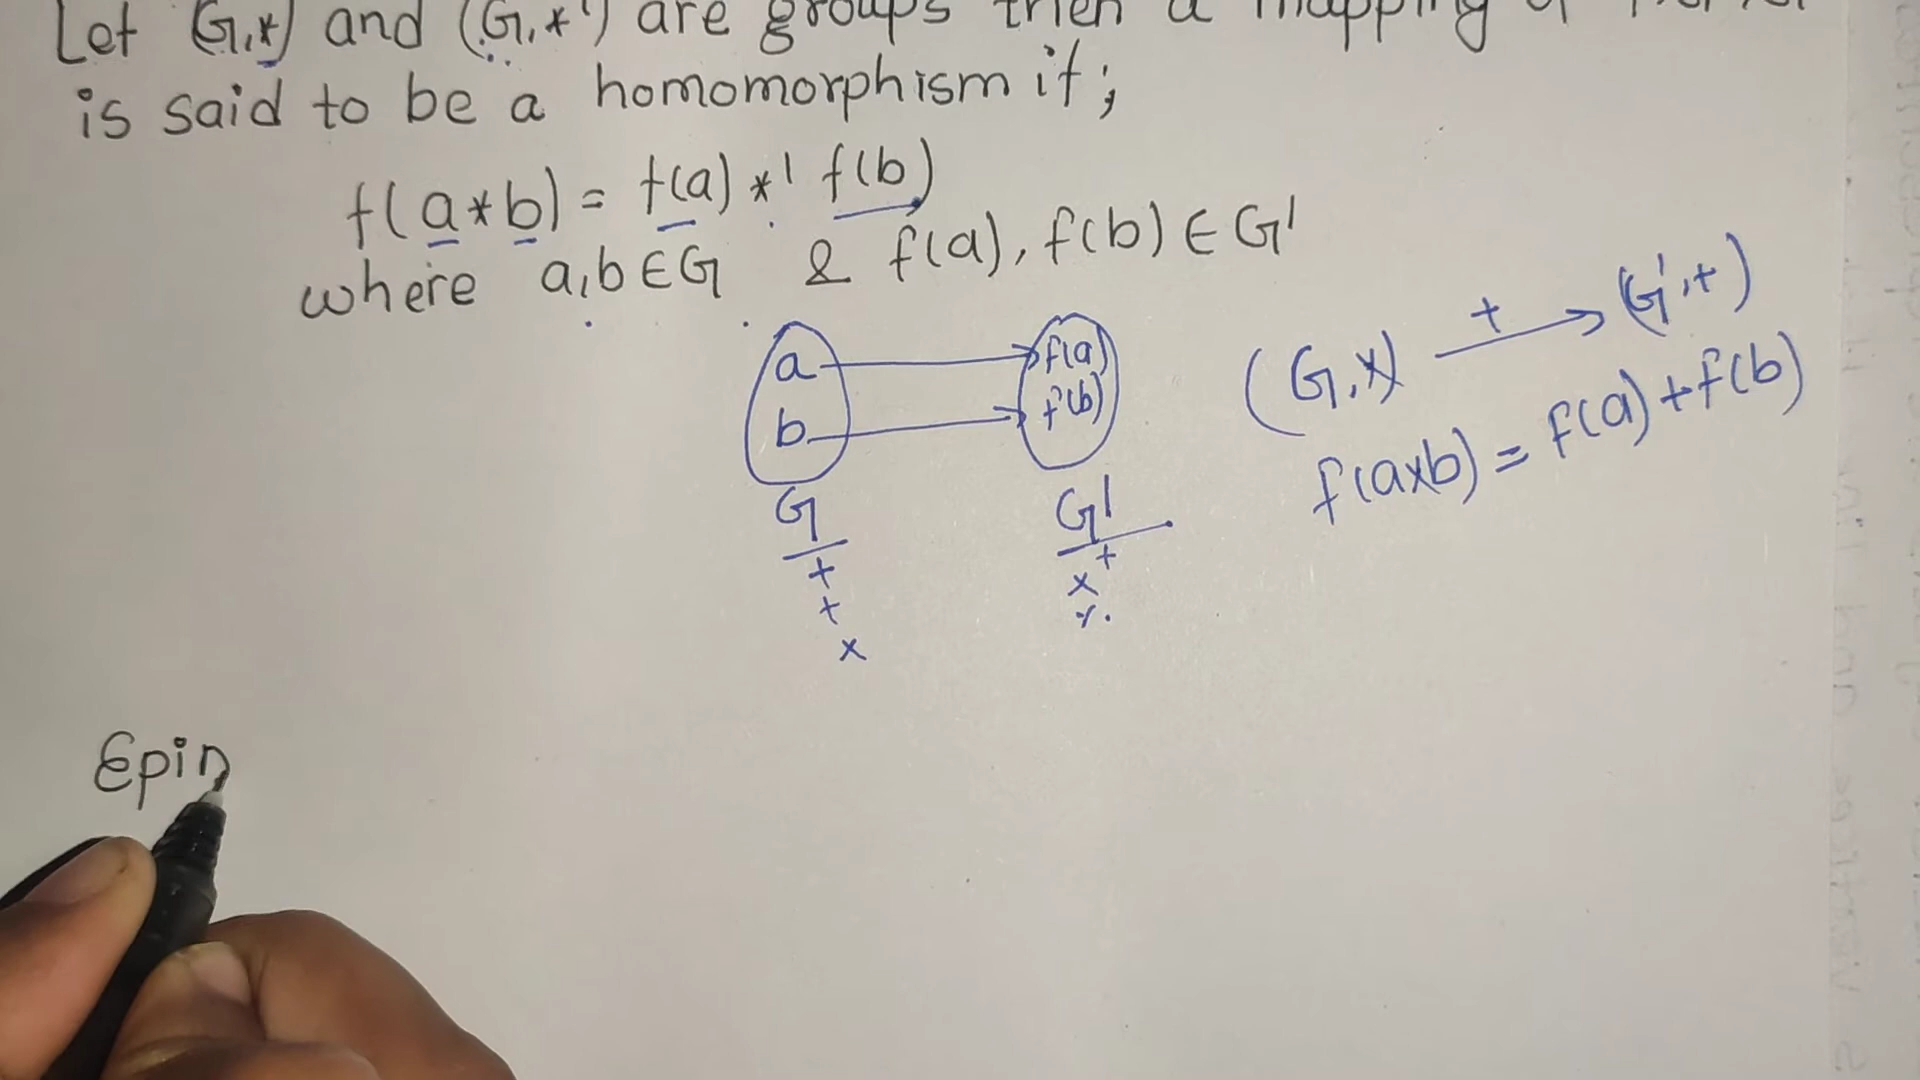 Let (G,*) and (G,*') are groups then a mapping
is said to be a homomorphism if;
f(a*b) = f(a) *' f(b)
where a,b ∈ G & f(a), f(b) ∈ G'
a f(a)
b f(b)
G G'
+ +
+ x
x
(G,x) + → (G',+)
f(axb) = f(a)+f(b)
Epin